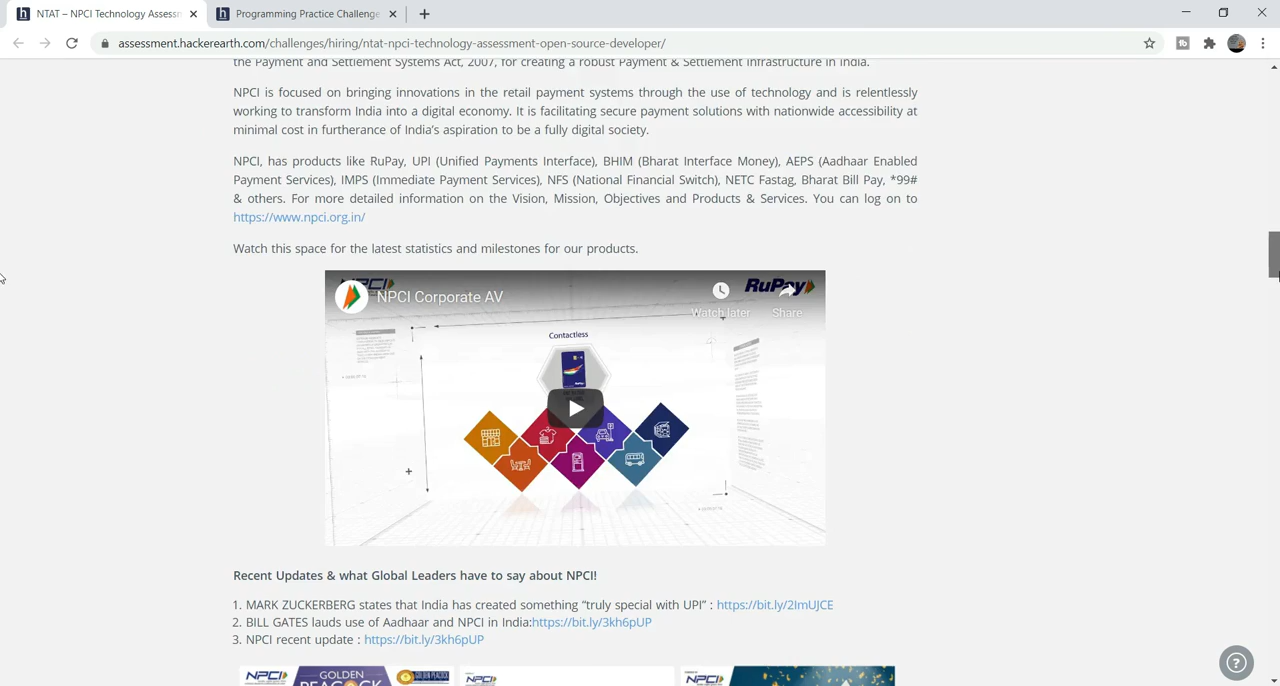 NTAT – NPCI Technology Assessm
Programming Practice Challenge
assessment.hackerearth.com/challenges/hiring/ntat-npci-technology-assessment-open-source-developer/
the Payment and Settlement Systems Act, 2007, for creating a robust Payment & Settlement Infrastructure in India.
NPCI is focused on bringing innovations in the retail payment systems through the use of technology and is relentlessly
working to transform India into a digital economy. It is facilitating secure payment solutions with nationwide accessibility at
minimal cost in furtherance of India's aspiration to be a fully digital society.
NPCI, has products like RuPay, UPI (Unified Payments Interface), BHIM (Bharat Interface Money), AEPS (Aadhaar Enabled
Payment Services), IMPS (Immediate Payment Services), NFS (National Financial Switch), NETC Fastag, Bharat Bill Pay, *99#
& others. For more detailed information on the Vision, Mission, Objectives and Products & Services. You can log on to
https://www.npci.org.in/
Watch this space for the latest statistics and milestones for our products.
NPCI
RuPay
NPCI Corporate AV
Watch later
Share
Contactless
Recent Updates & what Global Leaders have to say about NPCI!
1. MARK ZUCKERBERG states that India has created something “truly special with UPI” : https://bit.ly/2ImUJCE
2. BILL GATES lauds use of Aadhaar and NPCI in India:https://bit.ly/3kh6pUP
3. NPCI recent update : https://bit.ly/3kh6pUP
NPCI
GOLDEN
PEACOCK
GOLDEN PEACOCK
NPCI
NPCI